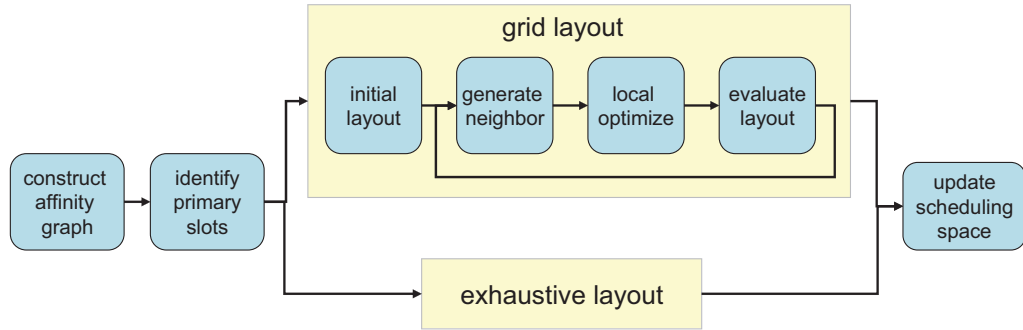 construct
affinity
graph
identify
primary
slots
grid layout
initial
layout
generate
neighbor
local
optimize
evaluate
layout
exhaustive layout
update
scheduling
space